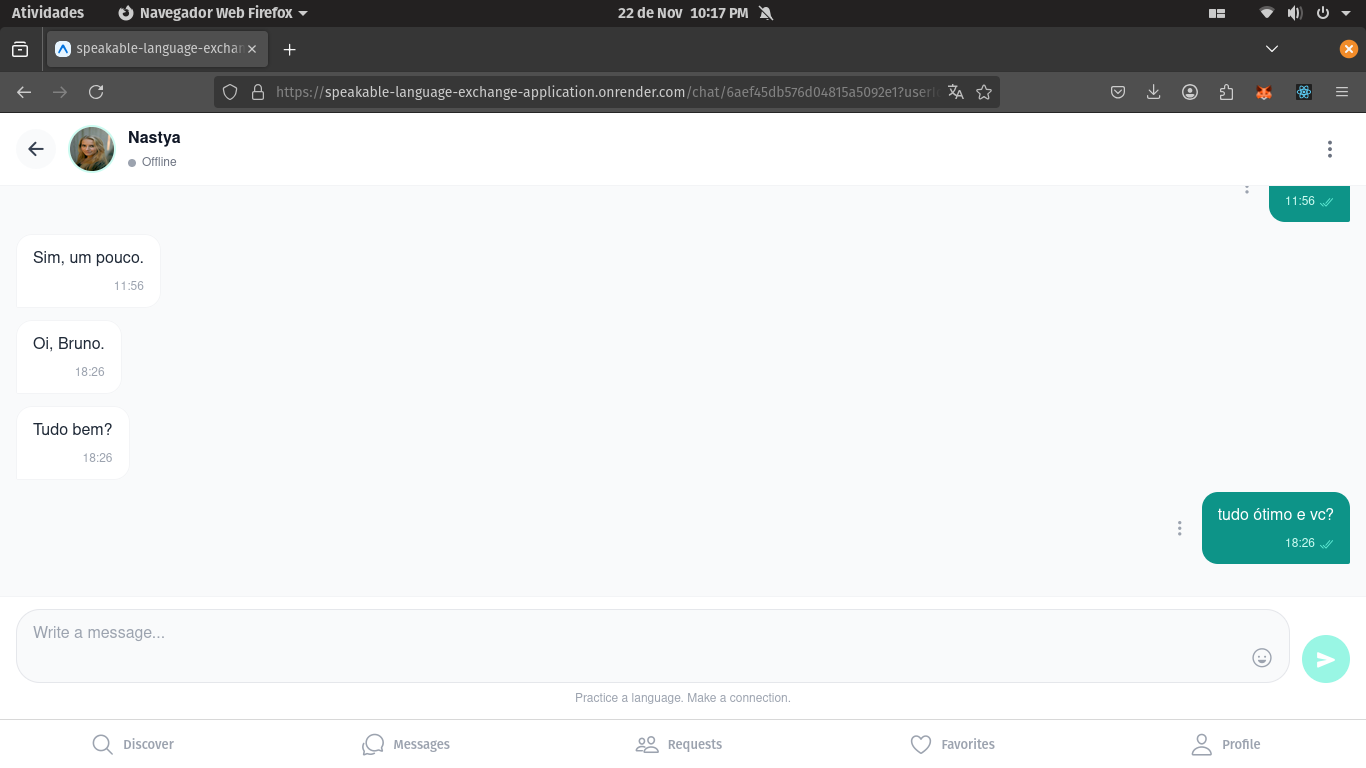 Atividades
Navegador Web Firefox
22 de Nov 10:17 PM
speakable-language-exchan
https://speakable-language-exchange-application.onrender.com/chat/6aef45db576d04815a5092e1?userI
Nastya
Offline
11:56
Sim, um pouco.
11:56
Oi, Bruno.
18:26
Tudo bem?
18:26
tudo ótimo e vc?
18:26
Write a message...
Practice a language. Make a connection.
Discover
Messages
Requests
Favorites
Profile